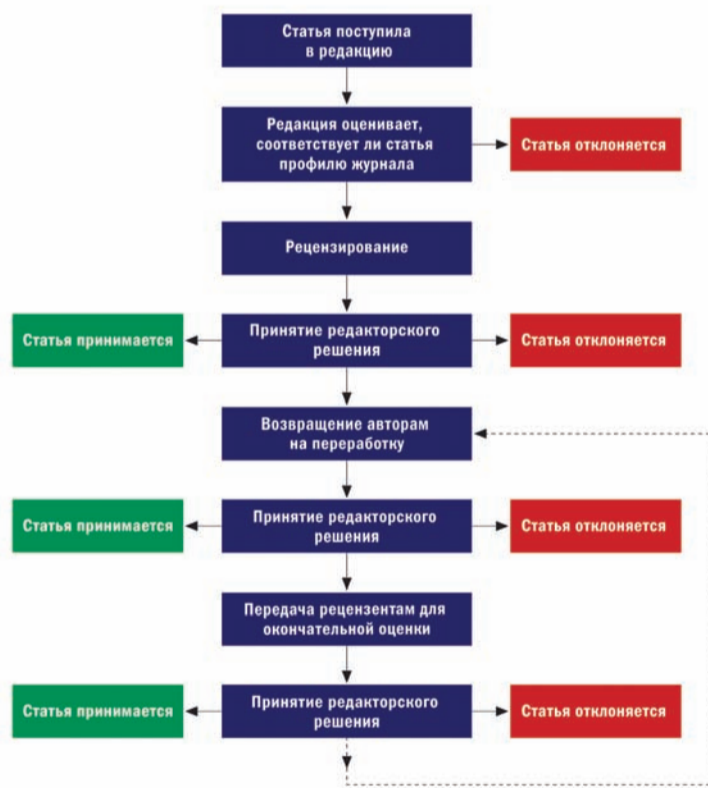 Статья поступила
в редакцию
Редакция оценивает,
соответствует ли статья
профилю журнала
Статья отклоняется
Рецензирование
Статья принимается
Принятие редакторского
решения
Статья отклоняется
Возвращение авторам
на переработку
Статья принимается
Принятие редакторского
решения
Статья отклоняется
Передача рецензентам для
окончательной оценки
Статья принимается
Принятие редакторского
решения
Статья отклоняется